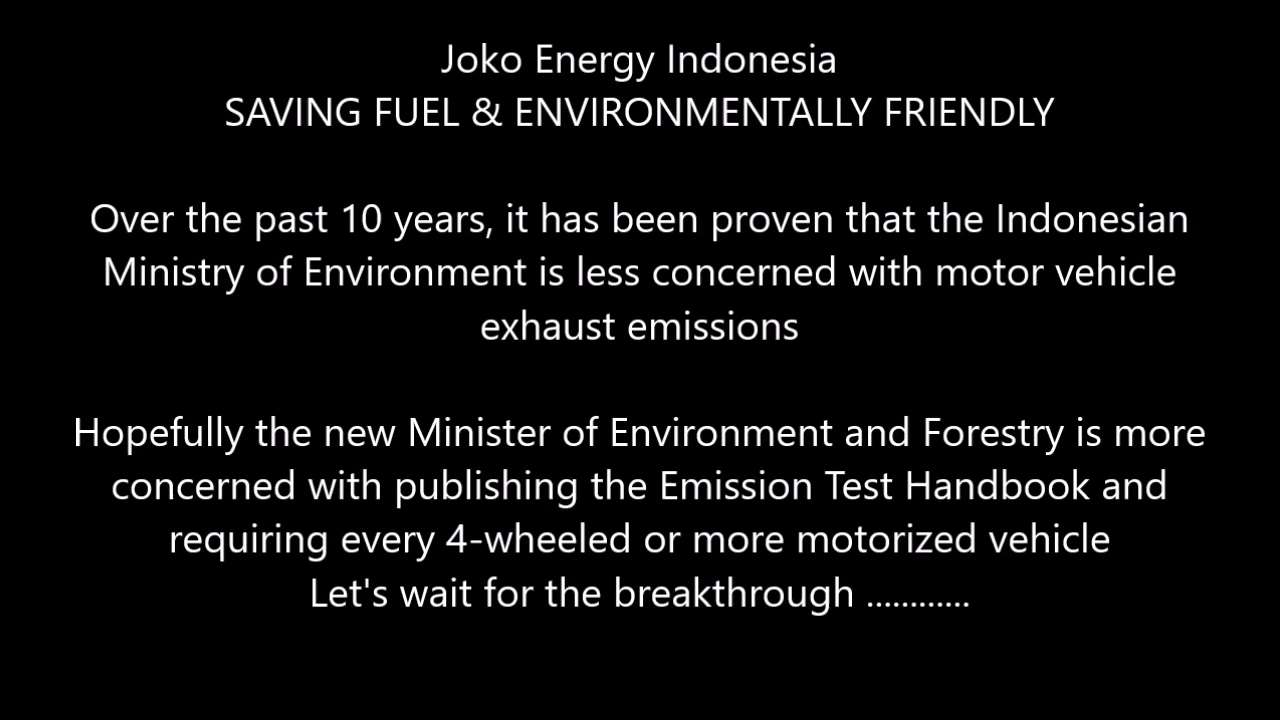 Joko Energy Indonesia
SAVING FUEL & ENVIRONMENTALLY FRIENDLY
Over the past 10 years, it has been proven that the Indonesian
Ministry of Environment is less concerned with motor vehicle
exhaust emissions
Hopefully the new Minister of Environment and Forestry is more
concerned with publishing the Emission Test Handbook and
requiring every 4-wheeled or more motorized vehicle
Let's wait for the breakthrough ............